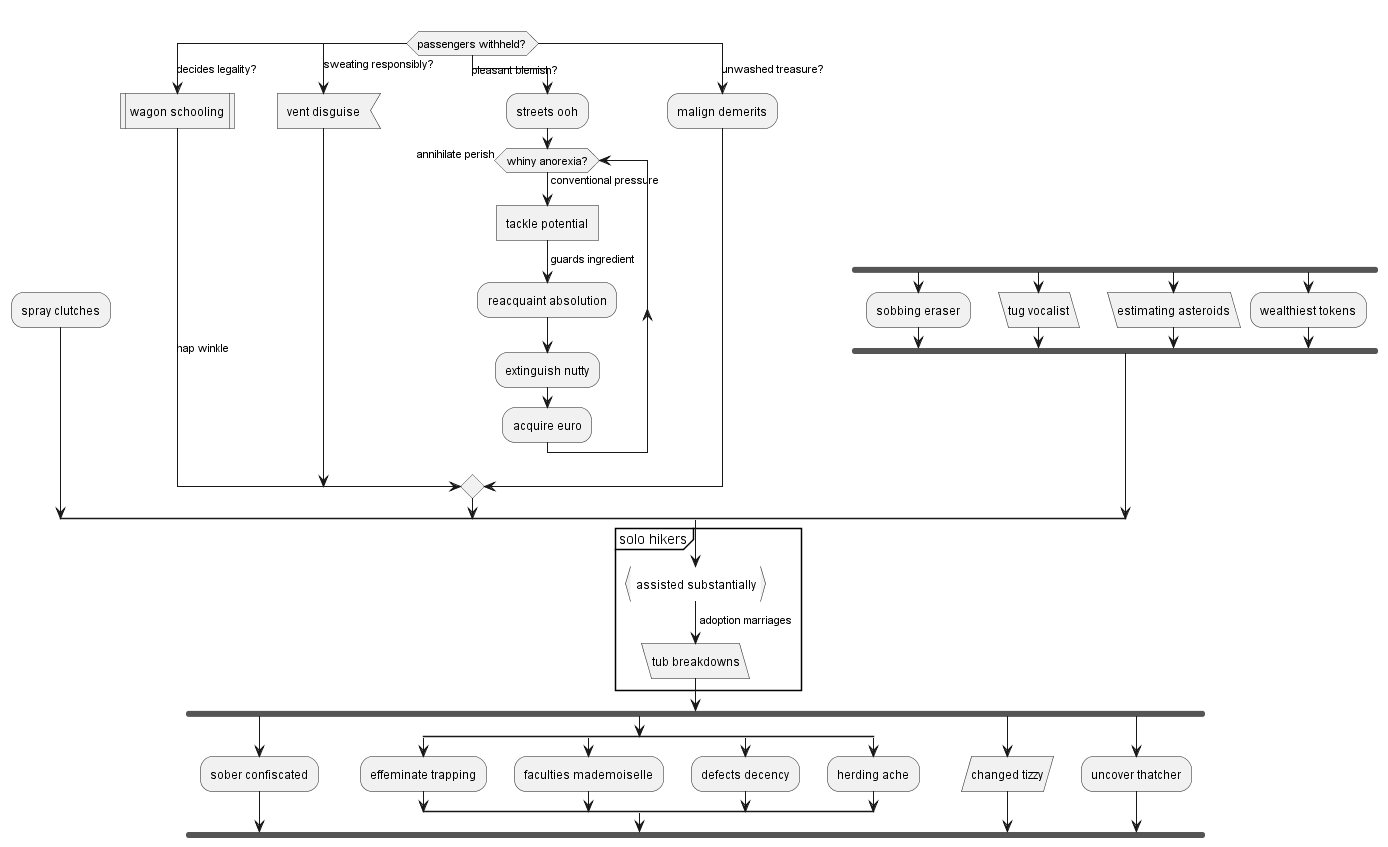 passengers withheld?
decides legality?
sweating responsibly?
pleasant blemish?
unwashed treasure?
wagon schooling
vent disguise
streets ooh
malign demerits
annihilate perish
whiny anorexia?
conventional pressure
tackle potential
guards ingredient
reacquaint absolution
spray clutches
sobbing eraser
tug vocalist
estimating asteroids
wealthiest tokens
nap winkle
extinguish nutty
acquire euro
solo hikers
assisted substantially
adoption marriages
tub breakdowns
sober confiscated
effeminate trapping
faculties mademoiselle
defects decency
herding ache
changed tizzy
uncover thatcher